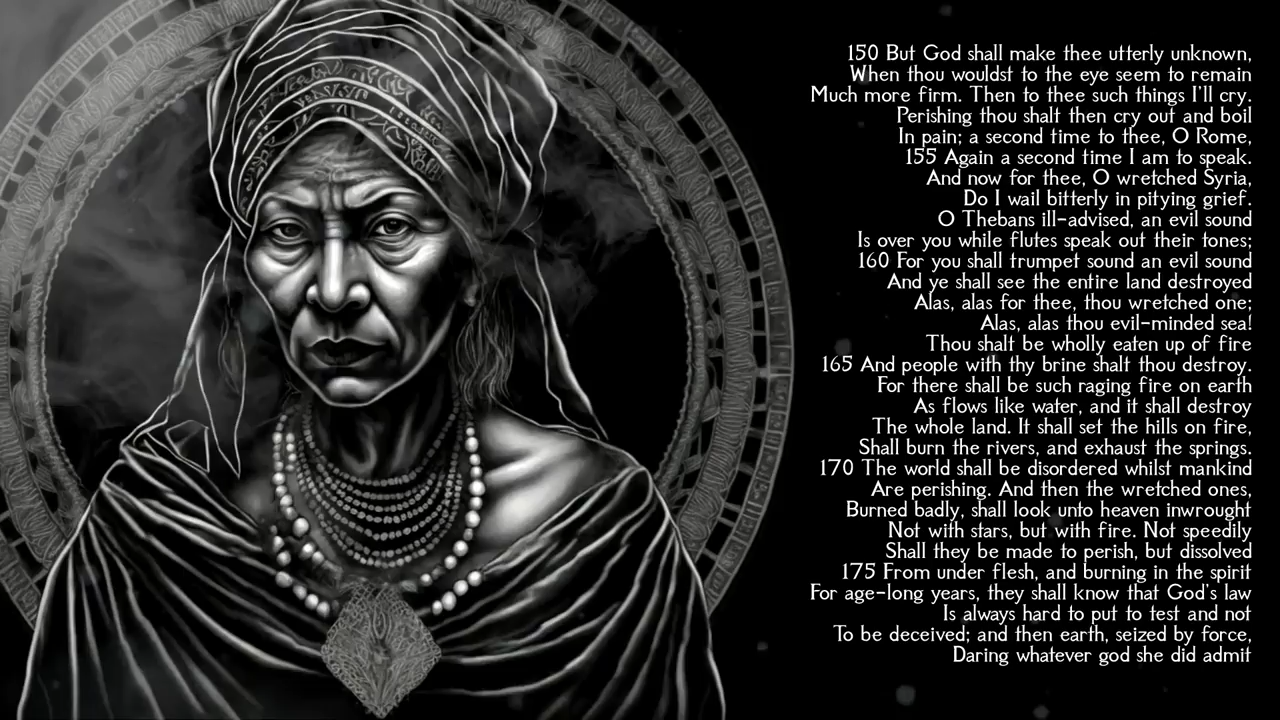 150 But God shall make thee utterly unknown,
When thou wouldst to the eye seem to remain
Much more firm. Then to thee such things I'll cry.
Perishing thou shalt then cry out and boil
In pain; a second time to thee, O Rome,
155 Again a second time I am to speak.
And now for thee, O wretched Syria,
Do I wail bitterly in pitying grief.
O Thebans ill-advised, an evil sound
Is over you while flutes speak out their tones;
160 For you shall trumpet sound an evil sound
And ye shall see the entire land destroyed
Alas, alas for thee, thou wretched one;
Alas, alas thou evil-minded sea!
Thou shalt be wholly eaten up of fire
165 And people with thy brine shalt thou destroy.
For there shall be such raging fire on earth
As flows like water, and it shall destroy
The whole land. It shall set the hills on fire,
Shall burn the rivers, and exhaust the springs.
170 The world shall be disordered whilst mankind
Are perishing. And then the wretched ones,
Burned badly, shall look unto heaven inwrought
Not with stars, but with fire. Not speedily
Shall they be made to perish, but dissolved
175 From under flesh, and burning in the spirit
For age-long years, they shall know that God's law
Is always hard to put to test and not
To be deceived; and then earth, seized by force,
Daring whatever god she did admit